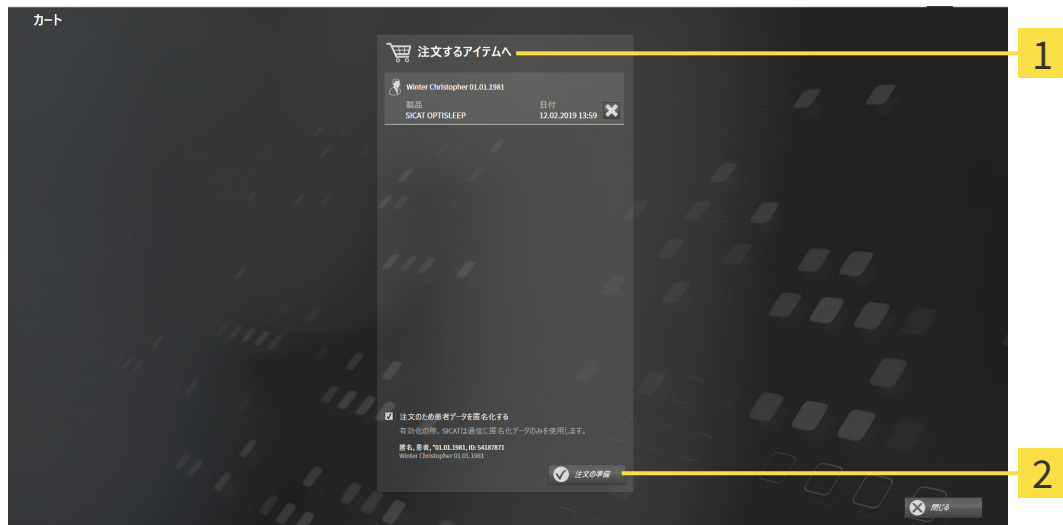 カート
注文するアイテムへ
1
Winter Christopher 01.01.1981
製品 日付
SICAT OPTISLEEP 12.02.2019 13:59
注文のため患者データを匿名化する
有効化の際、SICATは通信に匿名化データのみを使用します。
匿名, 患者, *01.01.1981, ID: 54187871
Winter Christopher 01.01.1981
注文の準備
2
閉じる